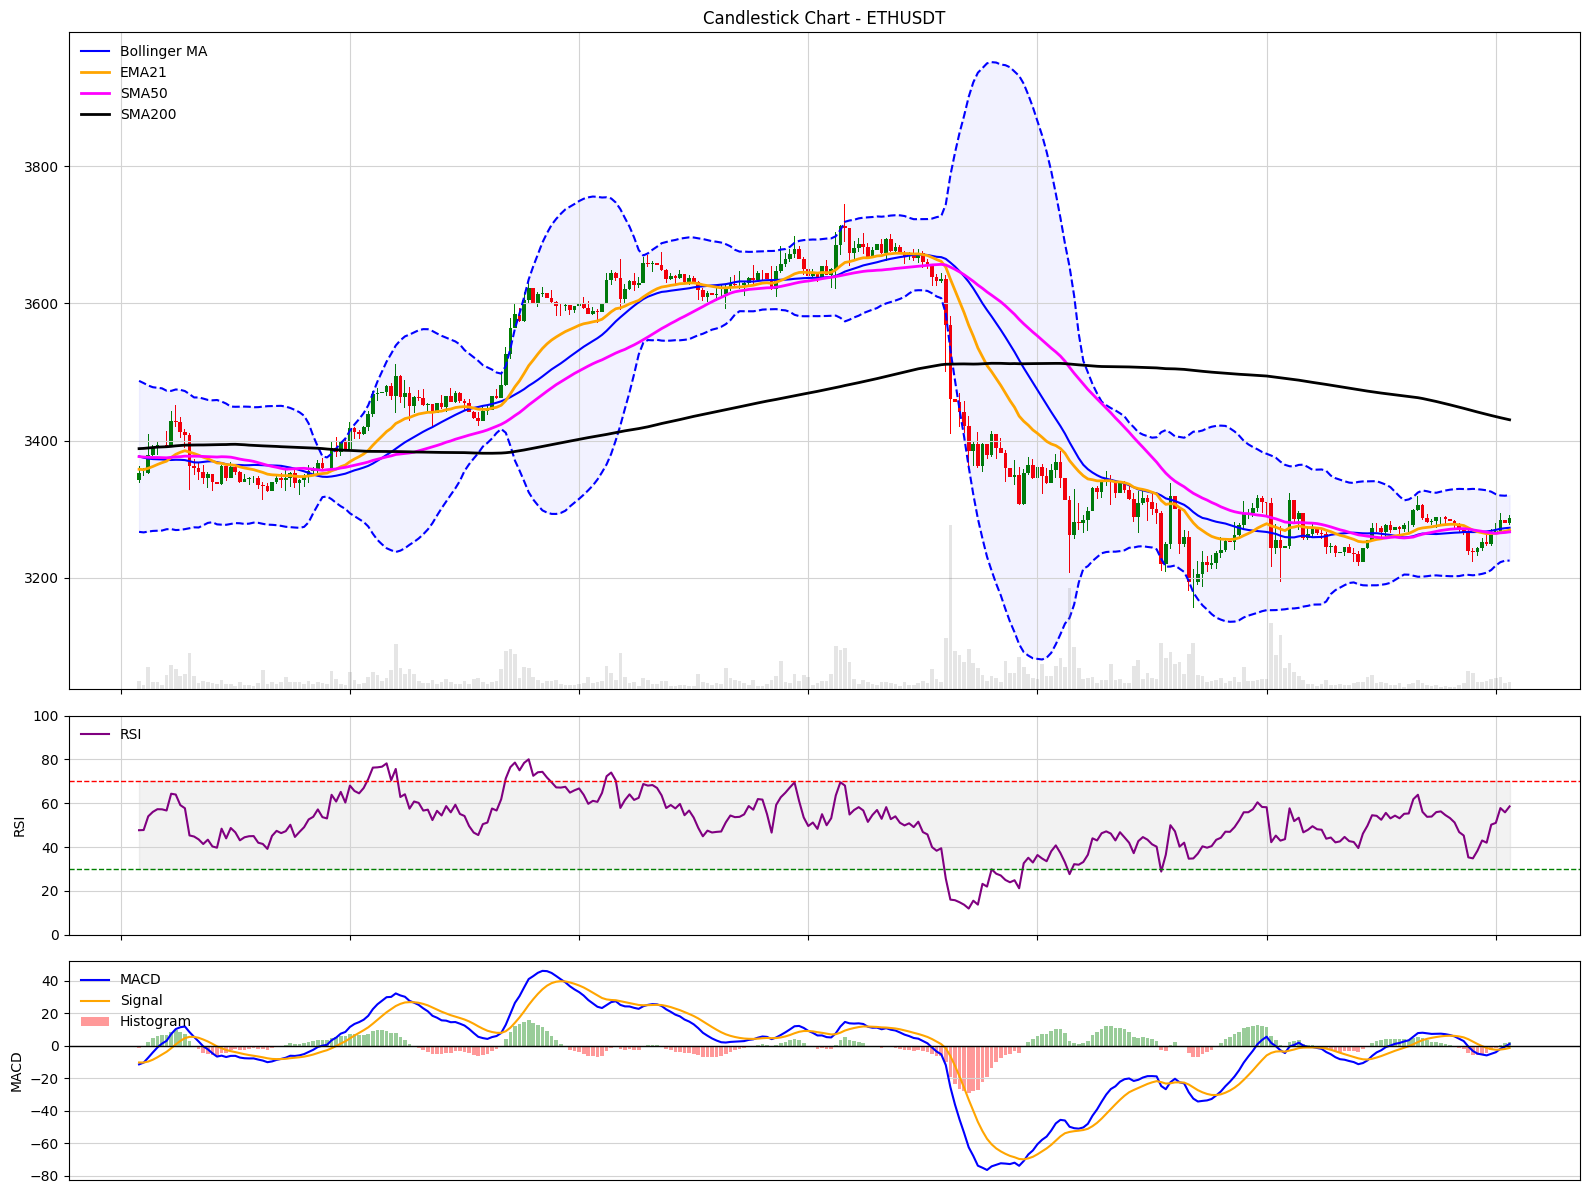 Candlestick Chart - ETHUSDT
Bollinger MA
EMA21
SMA50
SMA200
3800
3600
3400
3200
100
RSI
80
60
RSI
40
20
0
MACD
40
Signal
20
Histogram
0
MACD
−20
−40
−60
−80